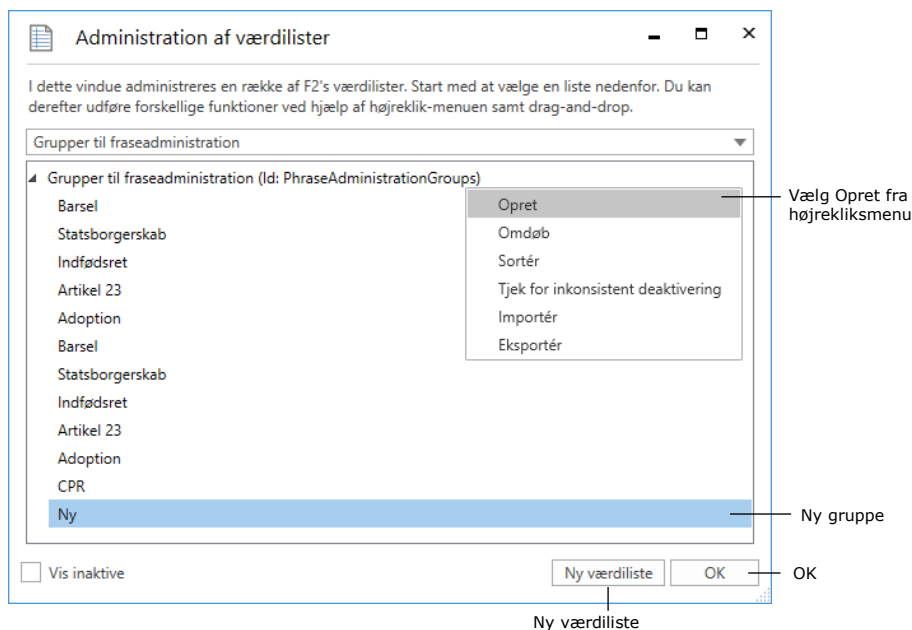 Administration af værdilister
I dette vindue administreres en række af F2's værdilister. Start med at vælge en liste nedenfor. Du kan
derefter udføre forskellige funktioner ved hjælp af højreklik-menuen samt drag-and-drop.
Grupper til fraseadministration
Grupper til fraseadministration (Id: PhraseAdministrationGroups)
Barsel
Statsborgerskab
Indfødsret
Artikel 23
Adoption
Barsel
Statsborgerskab
Indfødsret
Artikel 23
Adoption
CPR
Ny
Opret
Omdøb
Sortér
Tjek for inkonsistent deaktivering
Importér
Eksportér
Vælg Opret fra
højrekliksmenu
Ny gruppe
Vis inaktive
Ny værdiliste
OK
OK
Ny værdiliste